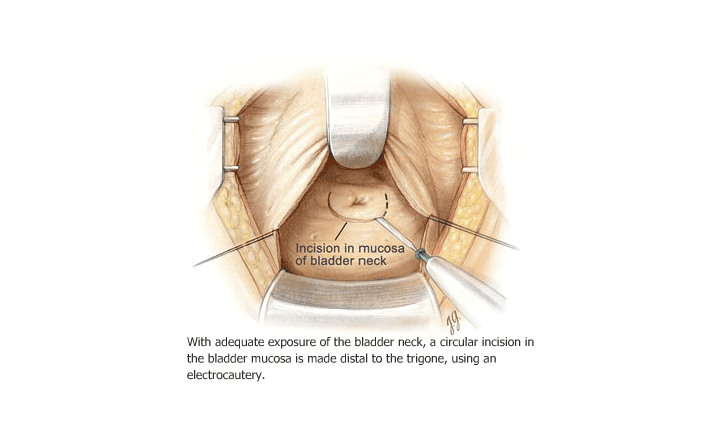 Incision in mucosa
of bladder neck
With adequate exposure of the bladder neck, a circular incision in
the bladder mucosa is made distal to the trigone, using an
electrocautery.